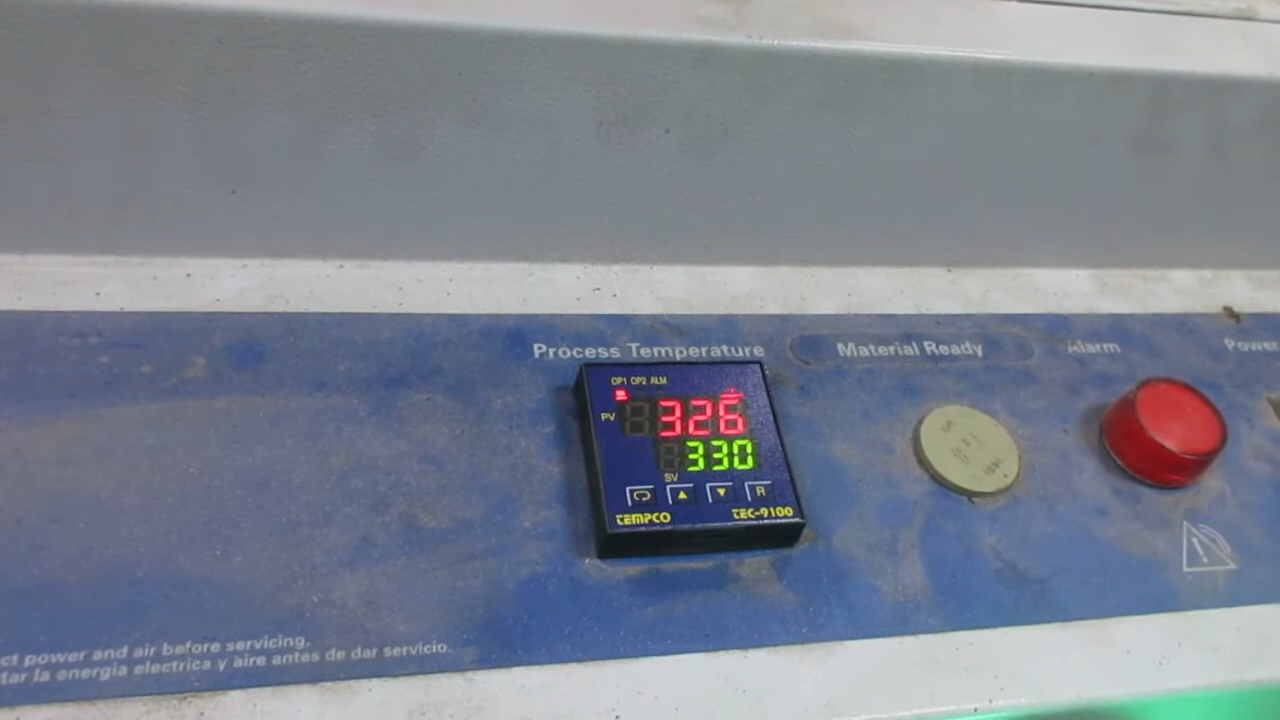 Process Temperature
Material Ready
Alarm
Power
OP1 OP2 ALM
PV
326
330
SV
R
TEMPCO
TEC-9100
ct power and air before servicing.
tar la energia electrica y aire antes de dar servicio.